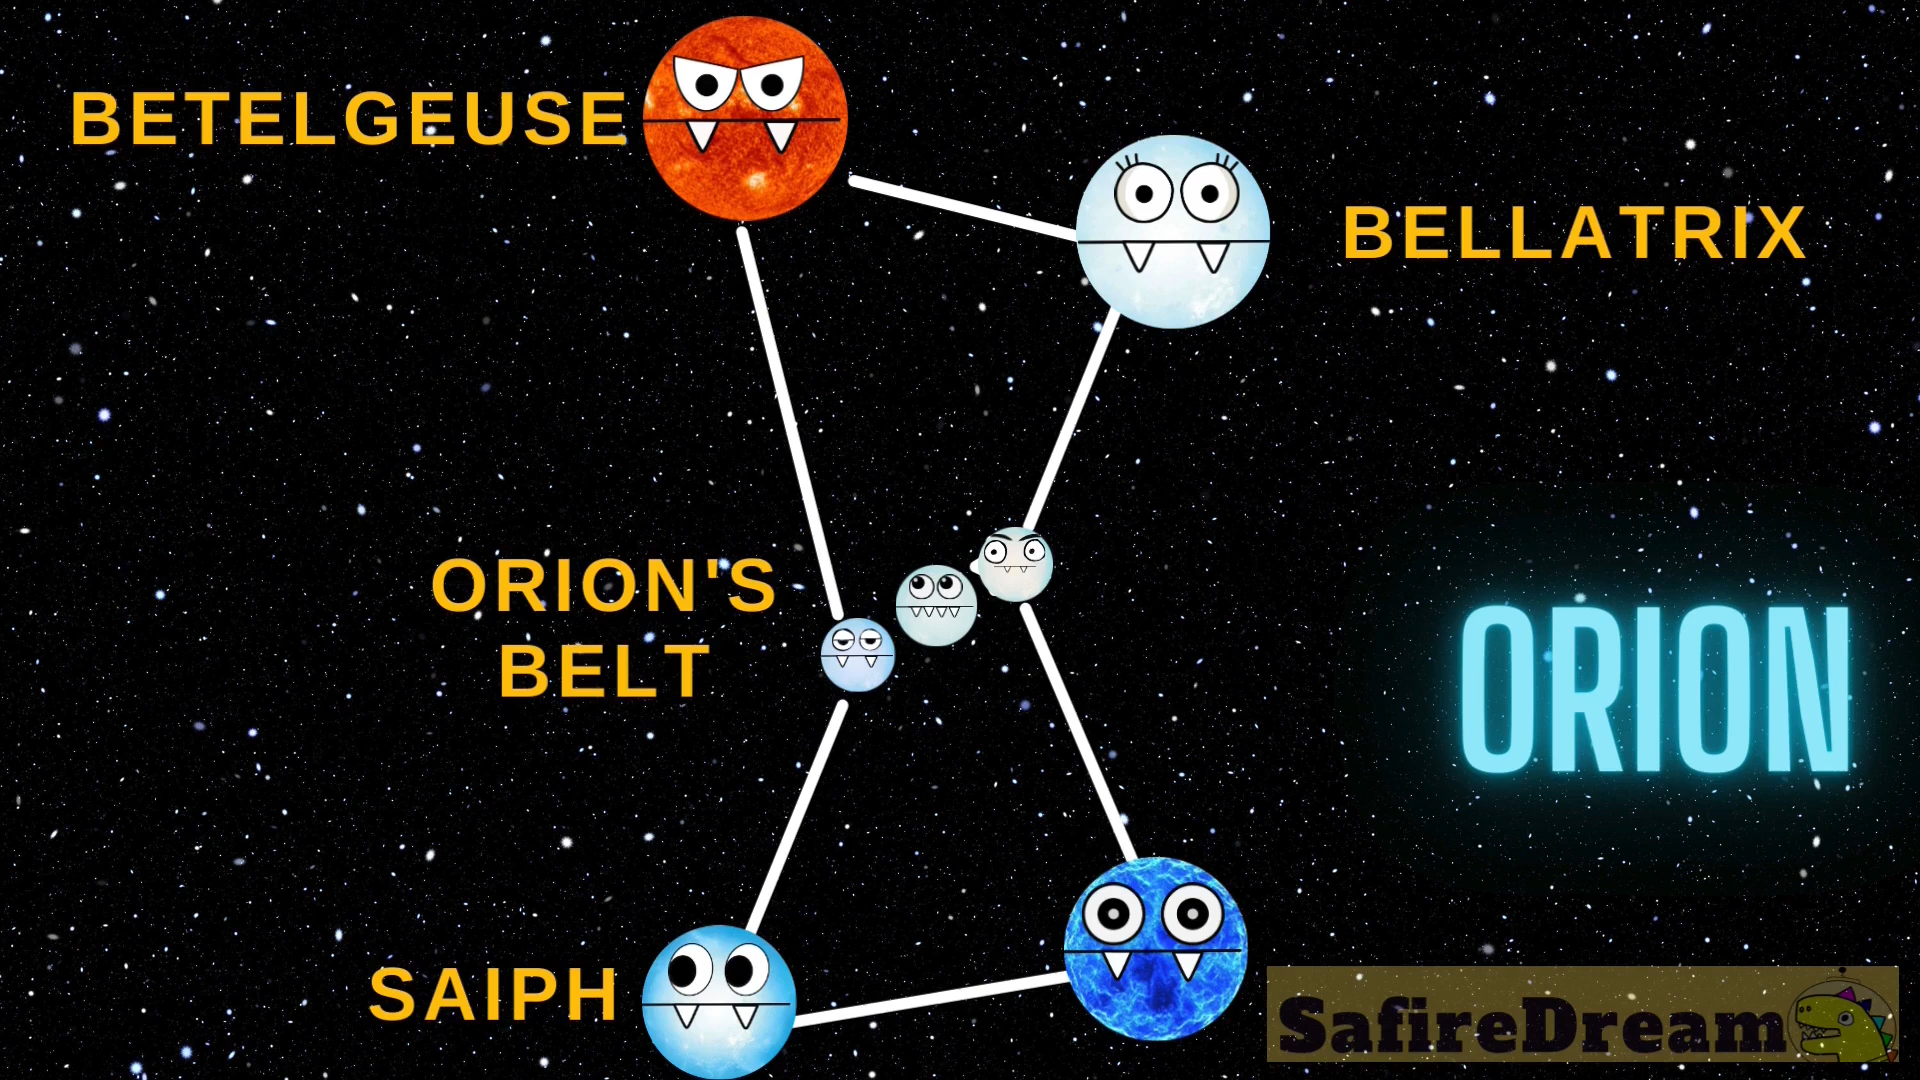 BETELGEUSE
BELLATRIX
ORION'S
BELT
ORION
SAIPH
SafireDream